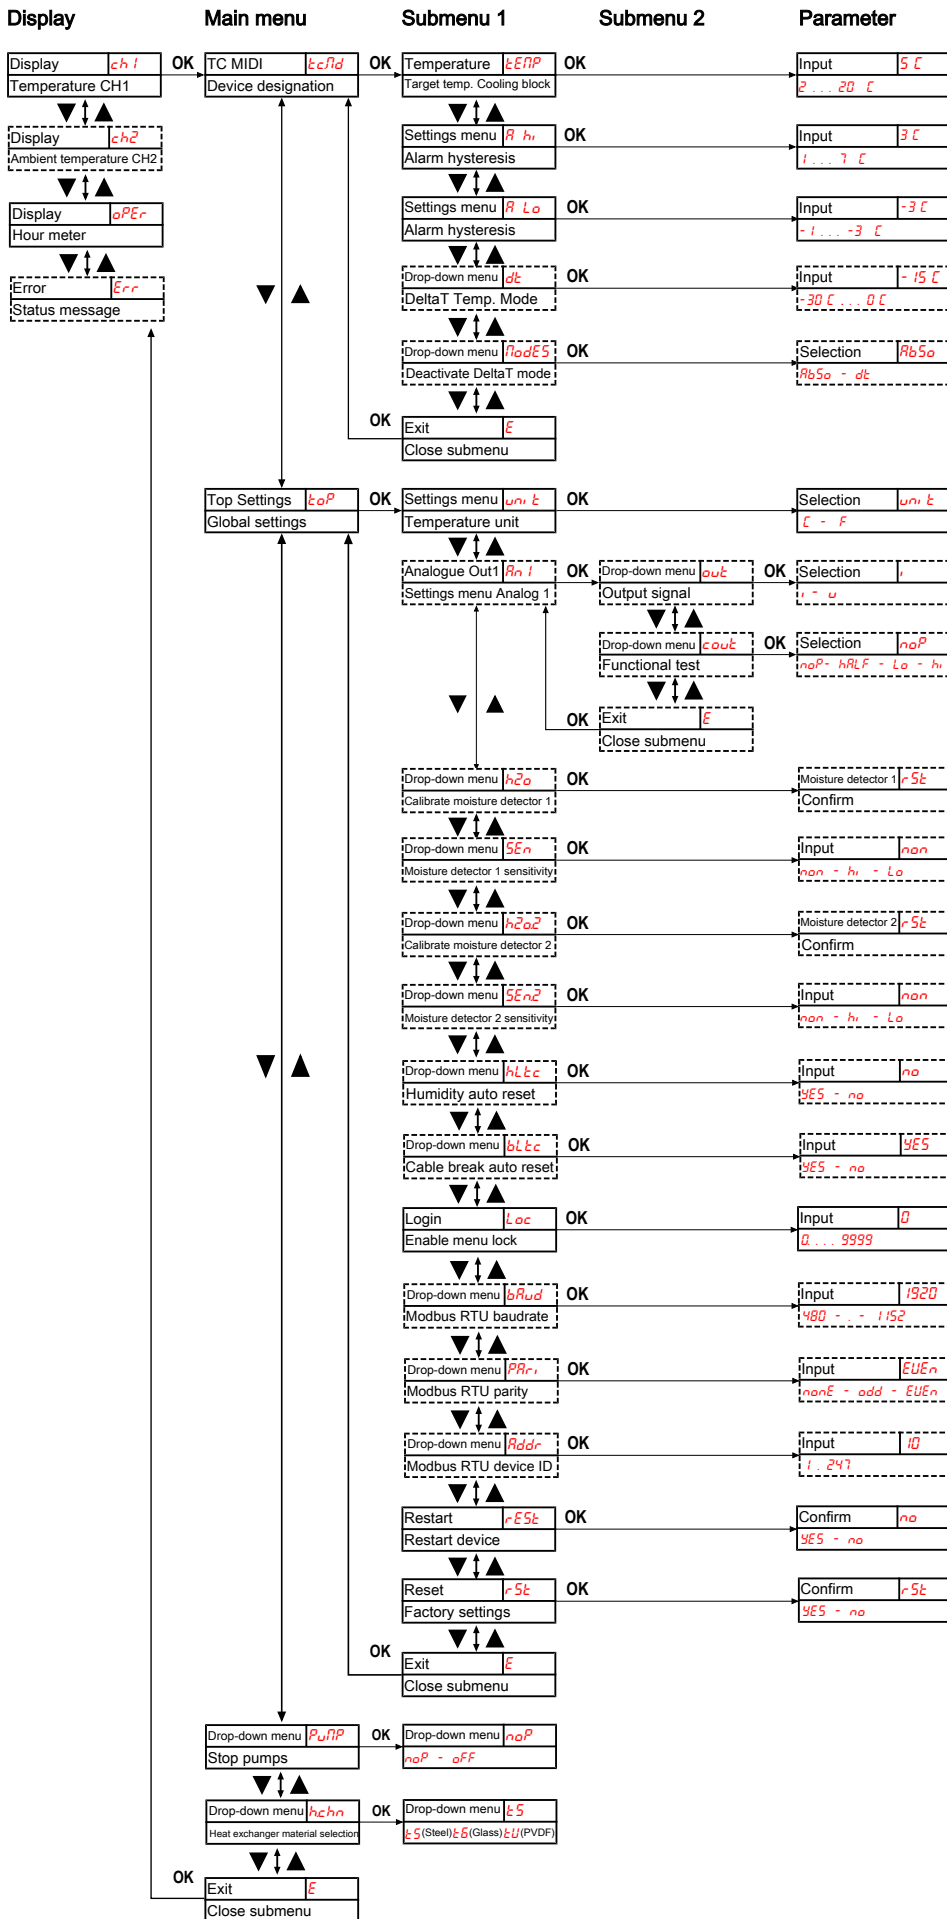 Display Main menu Submenu 1 Submenu 2 Parameter
Display ch1 OK TC MIDI tcMd OK Temperature tEMP OK Input 5 C
Temperature CH1 Device designation Target temp. Cooling block 2 ... 20 C
▼ ▲ ▼ ▲
Display ch2 Settings menu A hi OK Input 3 C
Ambient temperature CH2 Alarm hysteresis 1 ... 7 C
▼ ▲ ▼ ▲
Display oPEr Settings menu A Lo OK Input -3 C
Hour meter Alarm hysteresis -1 ... -3 C
▼ ▲ ▼ ▲
Error Err Drop-down menu dt OK Input -15 C
Status message DeltaT Temp. Mode -30 C ... 0 C
▼ ▲ ▼ ▲
Drop-down menu ModES OK Selection AbSo
Deactivate DeltaT mode AbSo - dt
▼ ▲
OK Exit E
Close submenu
Top Settings toP OK Settings menu unit OK Selection unit
Global settings Temperature unit C - F
▼ ▲
Analogue Out1 An1 OK Drop-down menu out OK Selection i
Settings menu Analog 1 Output signal i - u
▼ ▲
Drop-down menu cout OK Selection noP
Functional test noP- hALF - Lo - hi
▼ ▲ ▼ ▲
OK Exit E
Close submenu
Drop-down menu h2o OK Moisture detector 1 rSt
Calibrate moisture detector 1 Confirm
▼ ▲
Drop-down menu SEn OK Input non
Moisture detector 1 sensitivity non - hi - Lo
▼ ▲
Drop-down menu h2o.2 OK Moisture detector 2 rSt
Calibrate moisture detector 2 Confirm
▼ ▲
Drop-down menu SEn.2 OK Input non
Moisture detector 2 sensitivity non - hi - Lo
▼ ▲ ▼ ▲
Drop-down menu hLtc OK Input no
Humidity auto reset YES - no
▼ ▲
Drop-down menu bLtc OK Input YES
Cable break auto reset YES - no
▼ ▲
Login Loc OK Input 0
Enable menu lock 0.... 9999
▼ ▲
Drop-down menu bAud OK Input 1920
Modbus RTU baudrate 480 - . - 1152
▼ ▲
Drop-down menu PAri OK Input EVEn
Modbus RTU parity nonE - odd - EVEn
▼ ▲
Drop-down menu Addr OK Input 10
Modbus RTU device ID 1 . 247
▼ ▲
Restart rESt OK Confirm no
Restart device YES - no
▼ ▲
Reset rSt OK Confirm rSt
Factory settings YES - no
▼ ▲
OK Exit E
Close submenu
Drop-down menu PuMP OK Drop-down menu noP
Stop pumps noP - oFF
▼ ▲
Drop-down menu h.chn OK Drop-down menu tS
Heat exchanger material selection tS(Steel)tG(Glass)tU(PVDF)
▼ ▲
OK Exit E
Close submenu